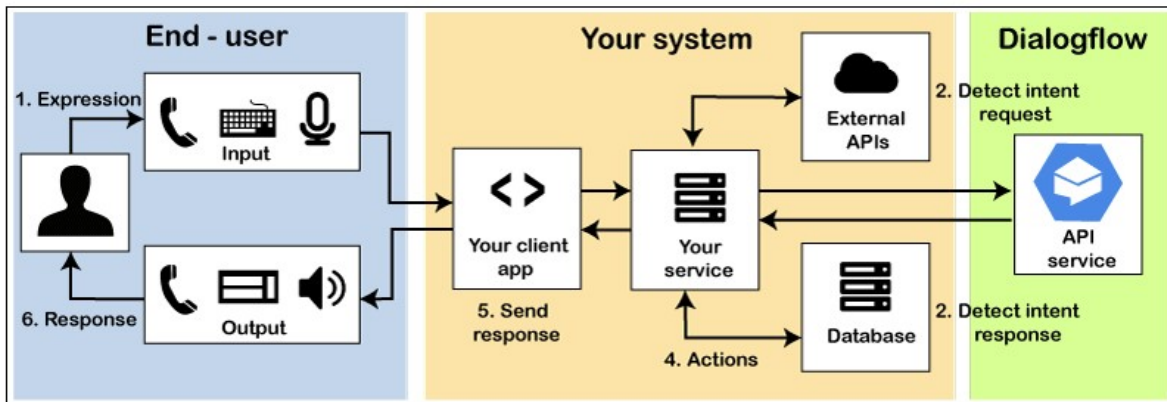 End - user
Your system
Dialogflow
1. Expression
Input
6. Response
Output
Your client
app
5. Send
response
Your
service
4. Actions
External
APIs
Database
2. Detect intent
request
API
service
2. Detect intent
response